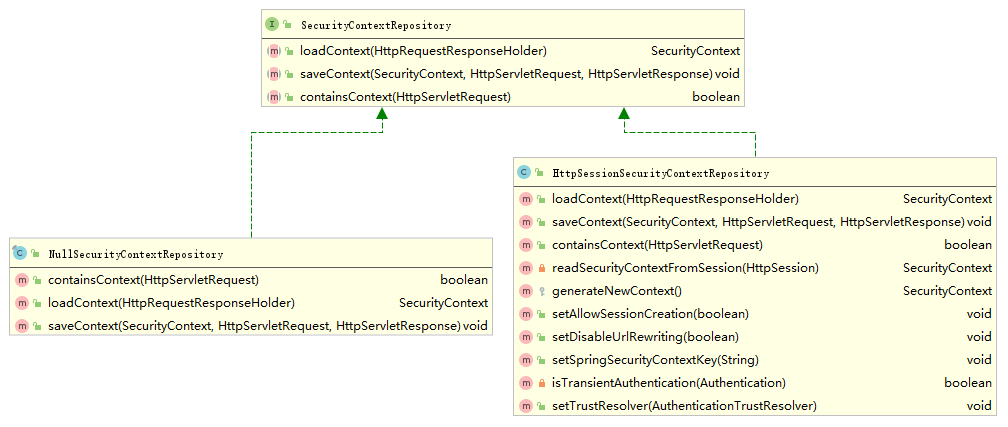 I SecurityContextRepository
m loadContext(HttpRequestResponseHolder) SecurityContext
m saveContext(SecurityContext, HttpServletRequest, HttpServletResponse) void
m containsContext(HttpServletRequest) boolean
C HttpSessionSecurityContextRepository
m loadContext(HttpRequestResponseHolder) SecurityContext
m saveContext(SecurityContext, HttpServletRequest, HttpServletResponse) void
m containsContext(HttpServletRequest) boolean
m readSecurityContextFromSession(HttpSession) SecurityContext
m generateNewContext() SecurityContext
m setAllowSessionCreation(boolean) void
m setDisableUrlRewriting(boolean) void
m setSpringSecurityContextKey(String) void
m isTransientAuthentication(Authentication) boolean
m setTrustResolver(AuthenticationTrustResolver) void
C NullSecurityContextRepository
m containsContext(HttpServletRequest) boolean
m loadContext(HttpRequestResponseHolder) SecurityContext
m saveContext(SecurityContext, HttpServletRequest, HttpServletResponse) void